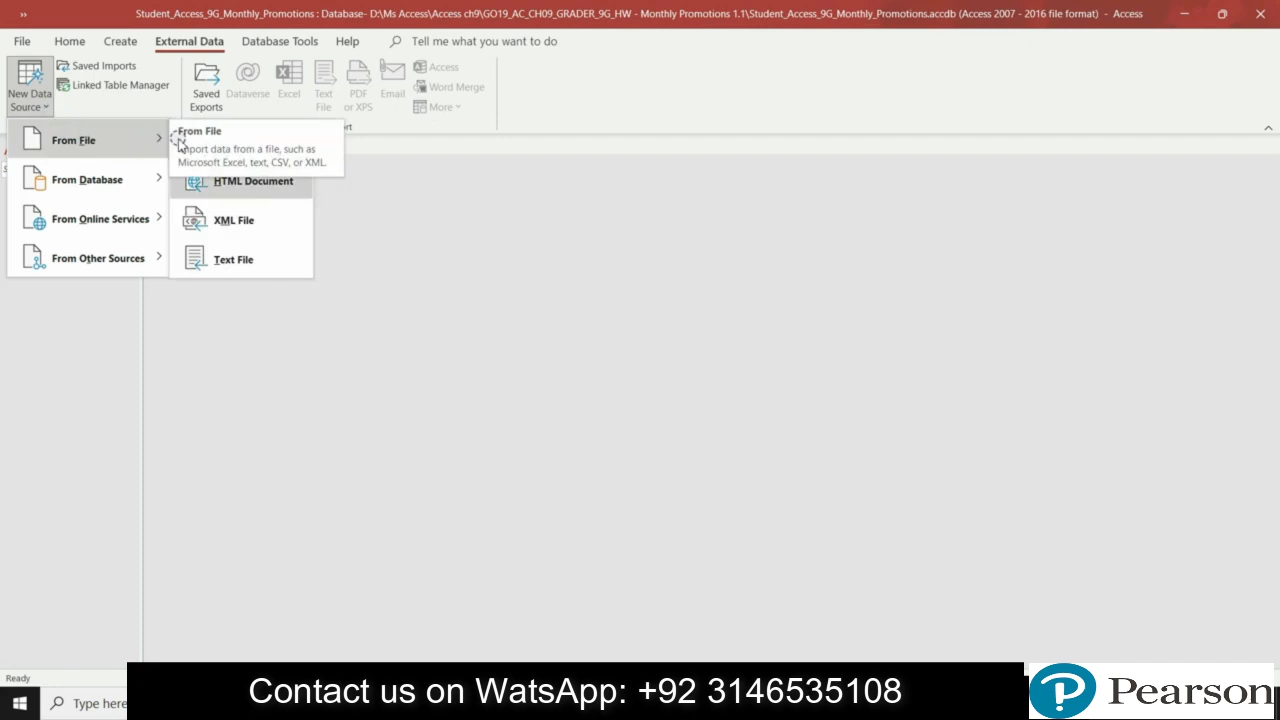 Student_Access_9G_Monthly_Promotions : Database- D:\Ms Access\Access ch9\GO19_AC_CH09_GRADER_9G_HW - Monthly Promotions 1.1\Student_Access_9G_Monthly_Promotions.accdb (Access 2007 - 2016 file format) - Access
File Home Create External Data Database Tools Help Tell me what you want to do
New Data Source
Saved Imports
Linked Table Manager
Saved Exports
Dataverse
Excel
Text File
PDF or XPS
Email
Access
Word Merge
More
From File
From Database
From Online Services
From Other Sources
From File
Import data from a file, such as
Microsoft Excel, text, CSV, or XML.
HTML Document
XML File
Text File
Ready
Type here
Contact us on WatsApp: +92 3146535108
Pearson